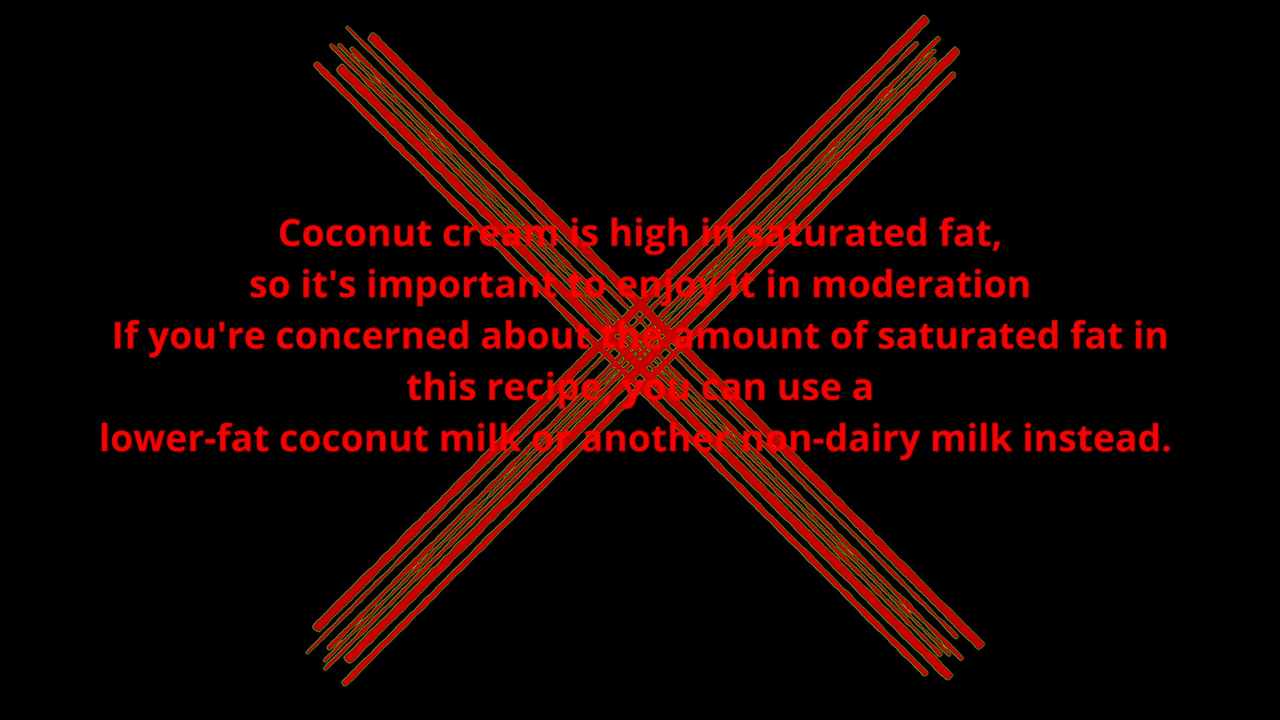 Coconut cream is high in saturated fat,
so it's important to enjoy it in moderation
If you're concerned about the amount of saturated fat in
this recipe, you can use a
lower-fat coconut milk or another non-dairy milk instead.